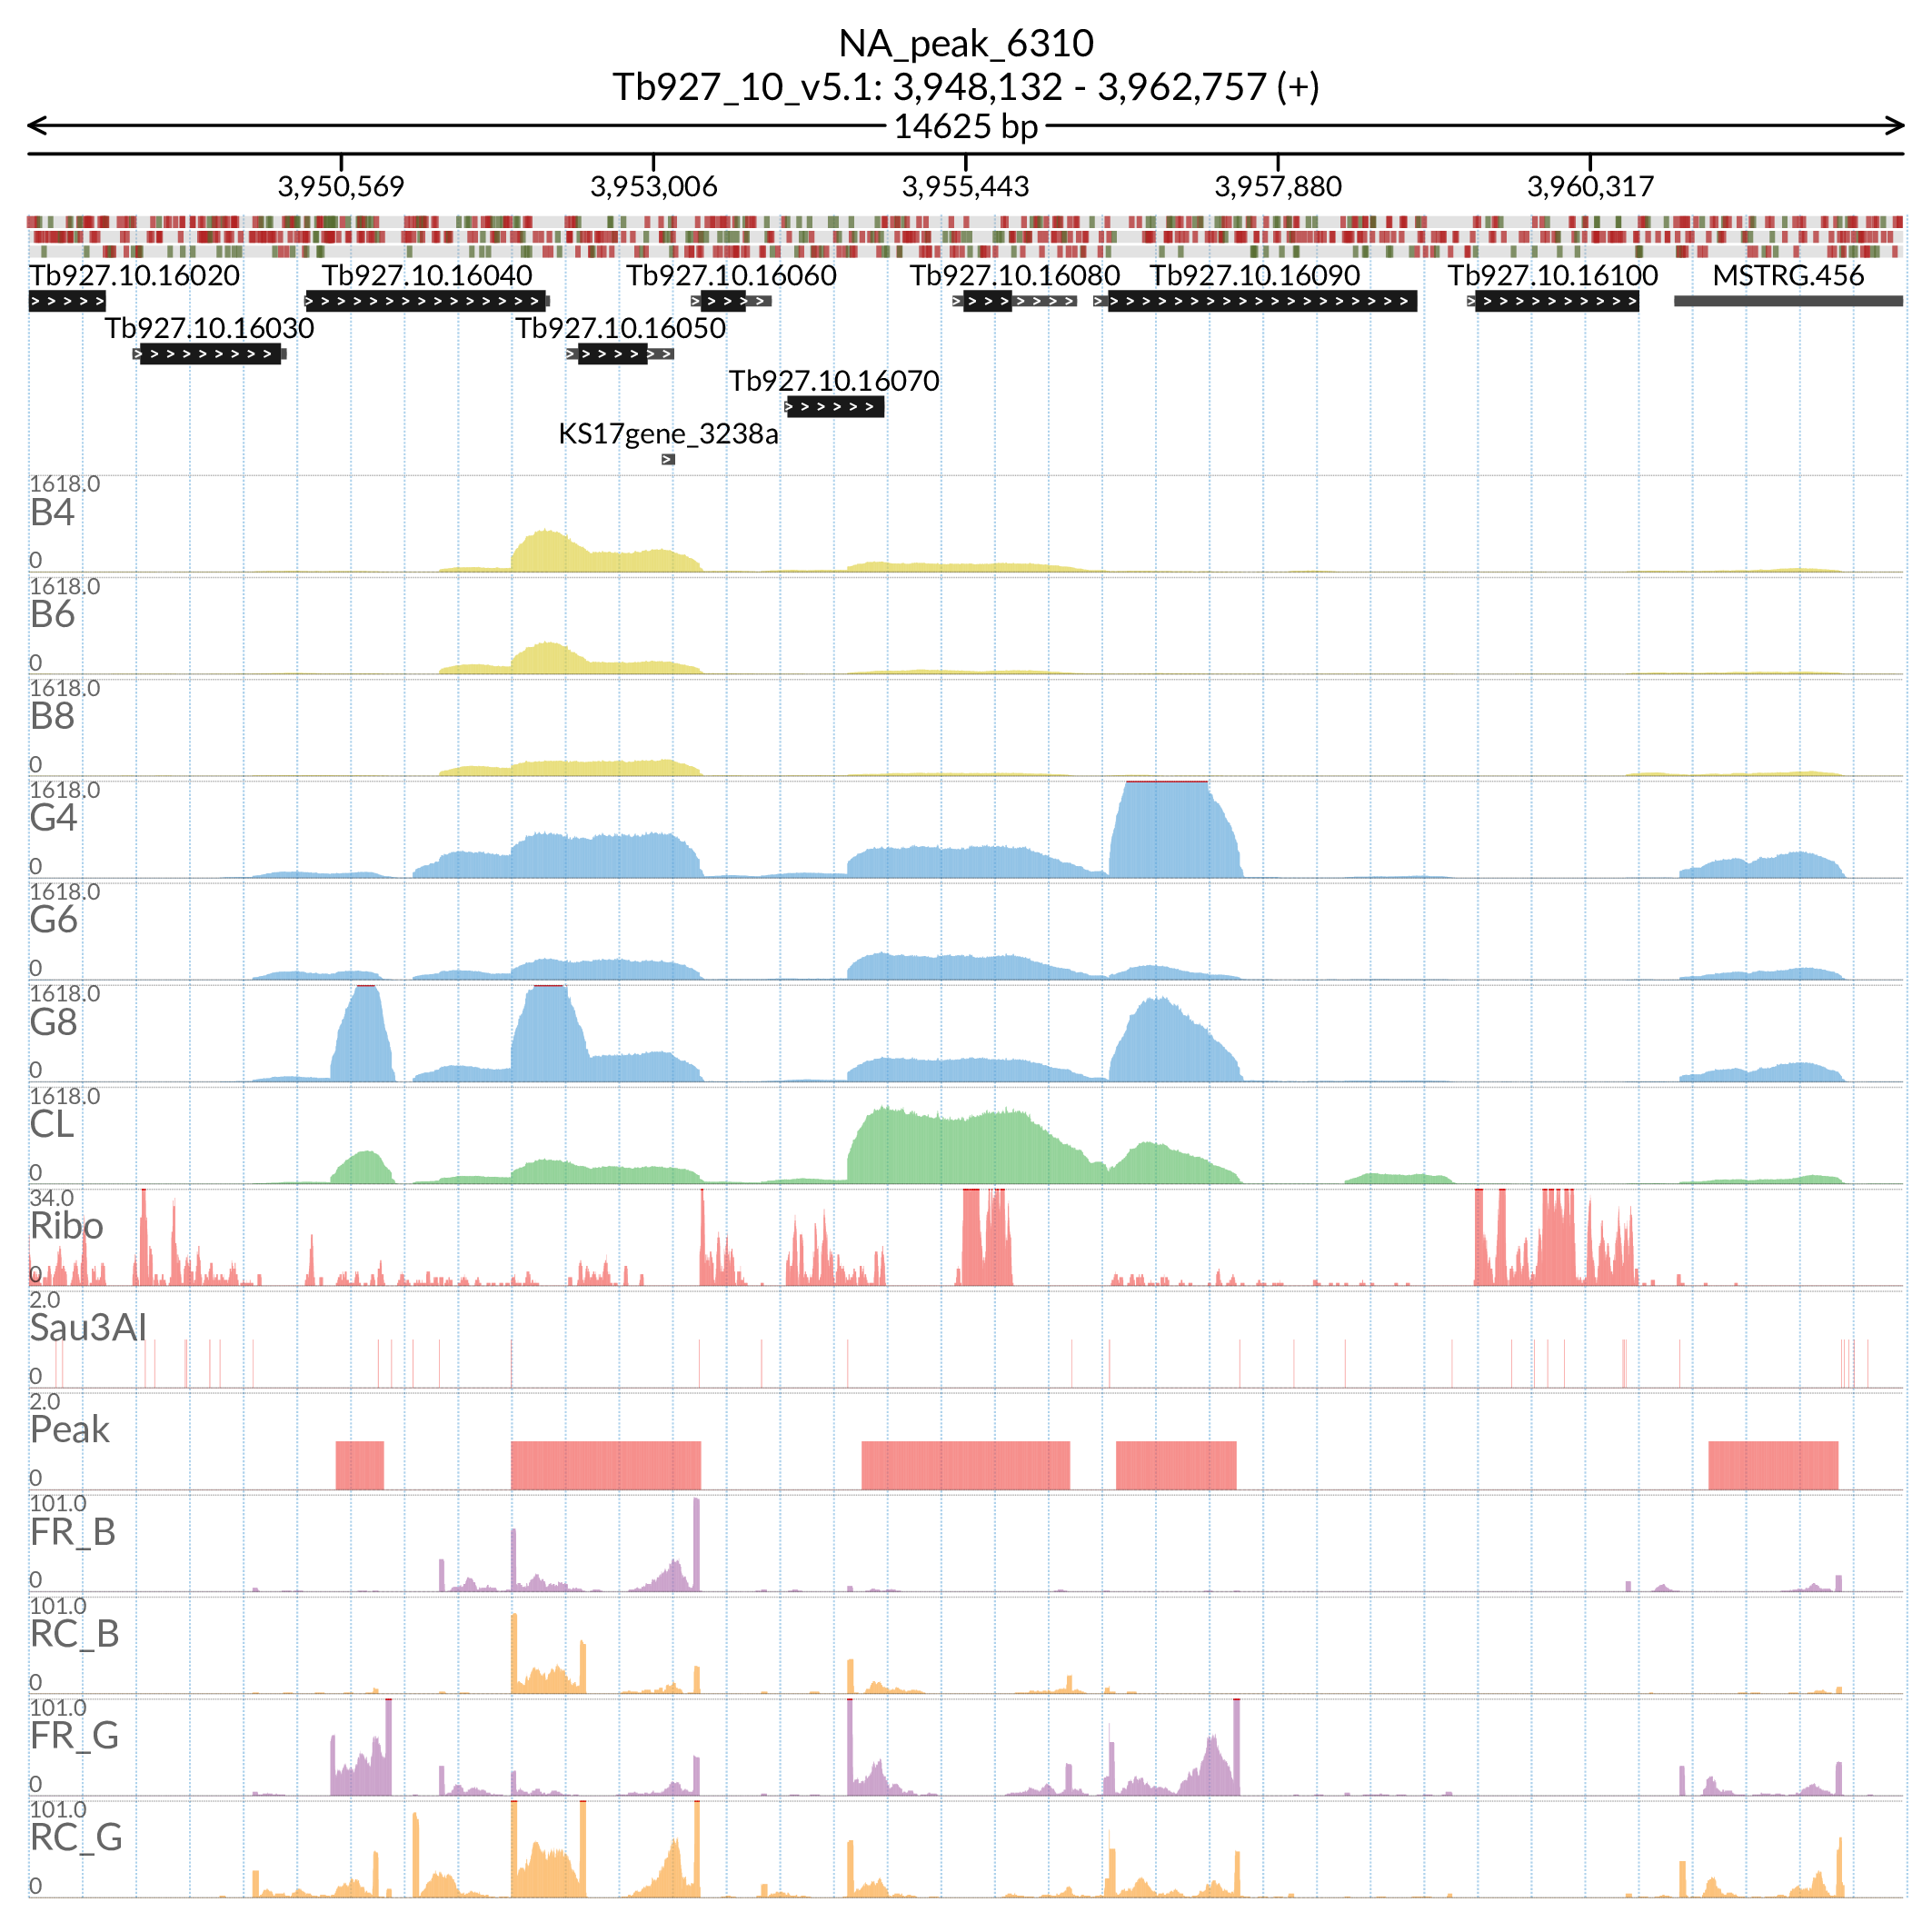 NA_peak_6310
Tb927_10_v5.1: 3,948,132 - 3,962,757 (+)
14625 bp
3,950,569 3,953,006 3,955,443 3,957,880 3,960,317
Tb927.10.16020 Tb927.10.16040 Tb927.10.16060 Tb927.10.16080 Tb927.10.16090 Tb927.10.16100 MSTRG.456
Tb927.10.16030 Tb927.10.16050
Tb927.10.16070
KS17gene_3238a
1618.0
B4
0
1618.0
B6
0
1618.0
B8
0
1618.0
G4
0
1618.0
G6
0
1618.0
G8
0
1618.0
CL
0
34.0
Ribo
0
2.0
Sau3AI
0
2.0
Peak
0
101.0
FR_B
0
101.0
RC_B
0
101.0
FR_G
0
101.0
RC_G
0